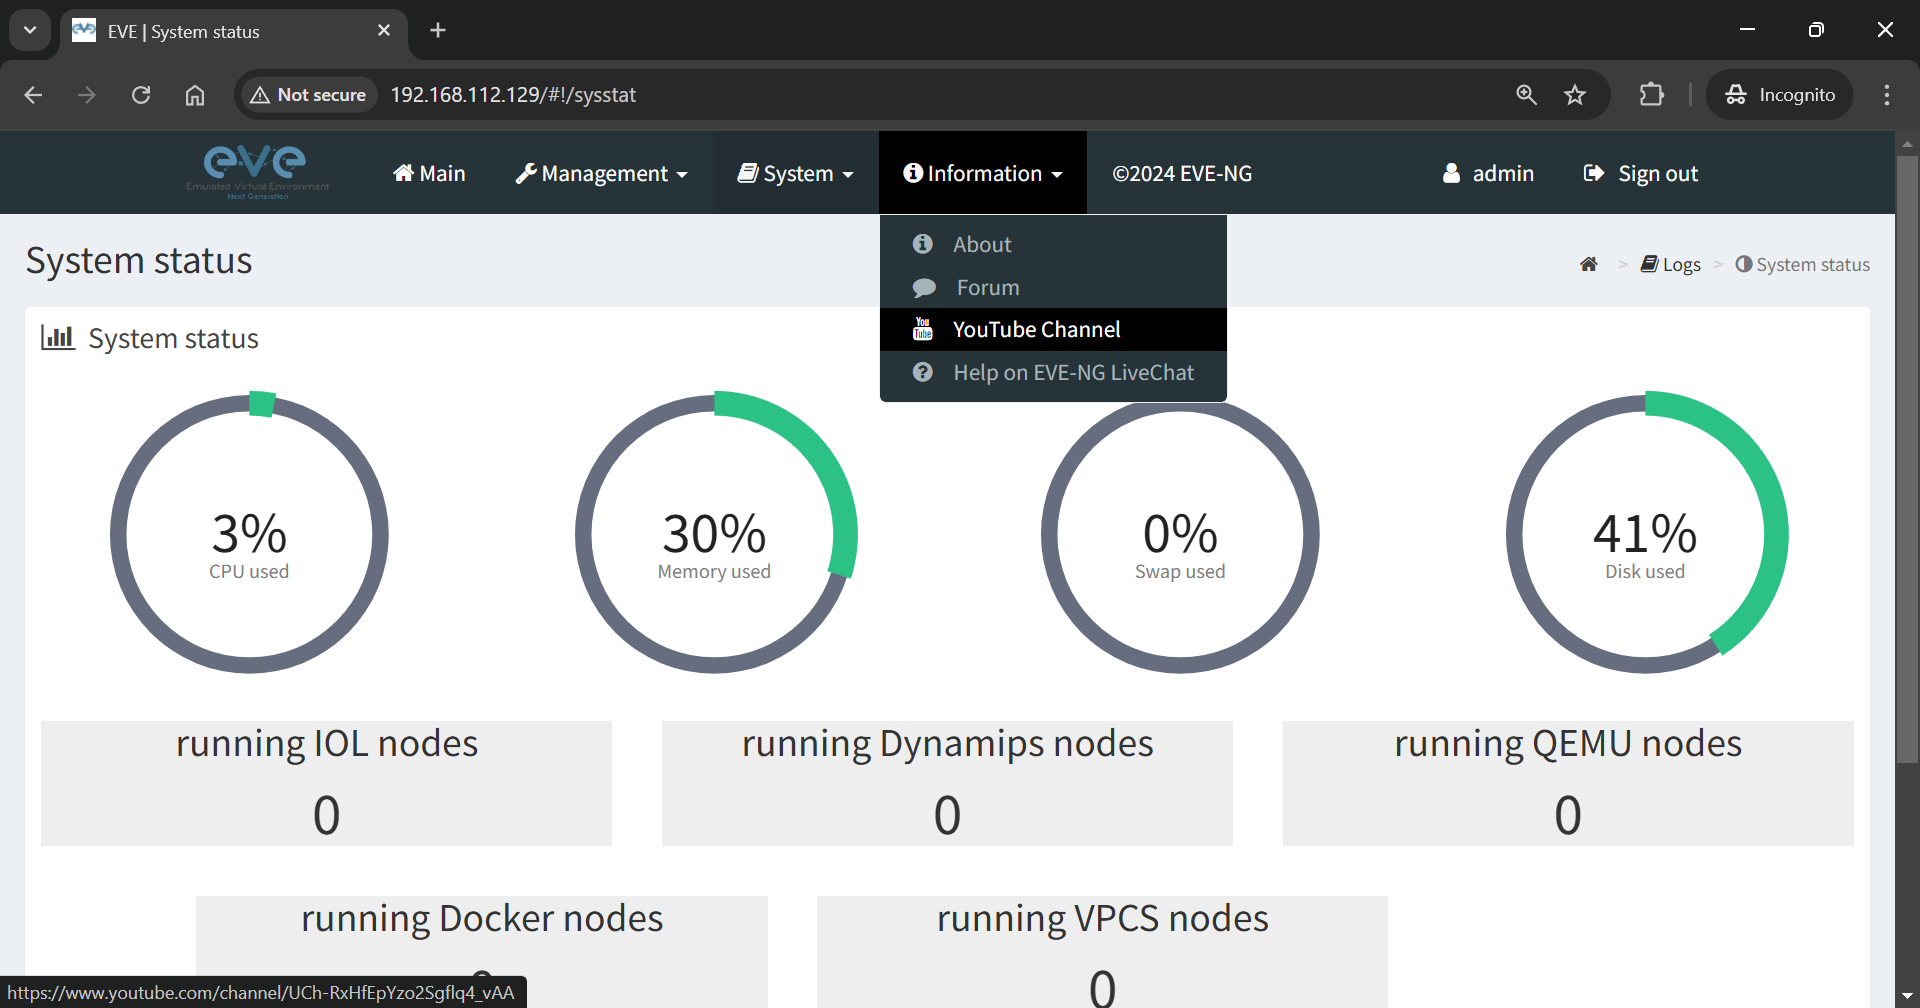 EVE | System status
Not secure
192.168.112.129/#!/sysstat
Incognito
eve
Emulated Virtual Environment
Next Generation
Main
Management
System
Information
©2024 EVE-NG
admin
Sign out
About
Forum
YouTube Channel
Help on EVE-NG LiveChat
System status
> Logs > System status
System status
3%
CPU used
30%
Memory used
0%
Swap used
41%
Disk used
running IOL nodes
0
running Dynamips nodes
0
running QEMU nodes
0
running Docker nodes
running VPCS nodes
0
https://www.youtube.com/channel/UCh-RxHfEpYzo2Sgflq4_vAA